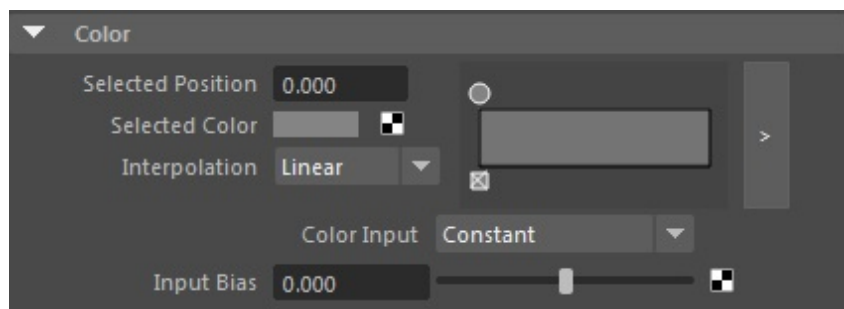 Color
Selected Position 0.000
Selected Color
Interpolation Linear
>
Color Input Constant
Input Bias 0.000